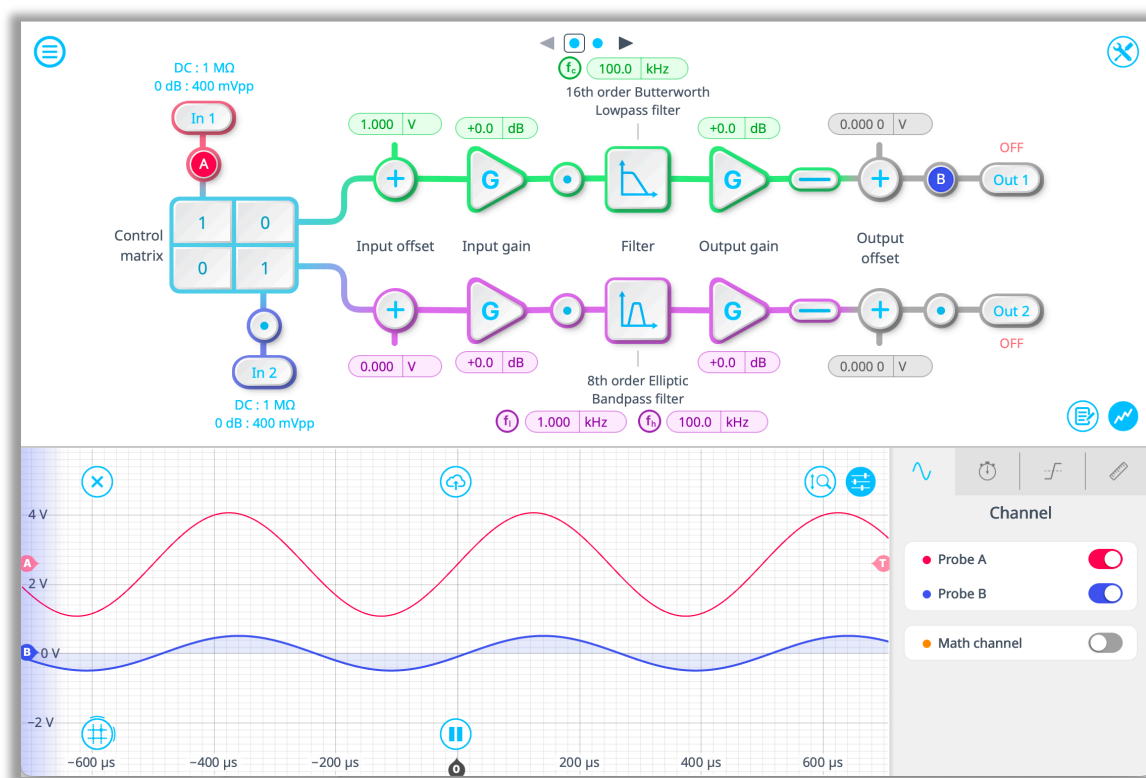 f꜀ 100.0 kHz
16th order Butterworth
Lowpass filter
DC : 1 MΩ
0 dB : 400 mVpp
In 1
A
1.000 V
+0.0 dB
+0.0 dB
0.000 0 V
OFF
G
G
B
Out 1
Control
matrix
1 0
0 1
Input offset
Input gain
Filter
Output gain
Output
offset
G
G
Out 2
In 2
0.000 V
+0.0 dB
+0.0 dB
0.000 0 V
OFF
8th order Elliptic
Bandpass filter
DC : 1 MΩ
0 dB : 400 mVpp
fₗ 1.000 kHz
fₕ 100.0 kHz
4 V
A
T
2 V
B
0 V
−2 V
−600 µs
−400 µs
−200 µs
0
200 µs
400 µs
600 µs
Channel
Probe A
Probe B
Math channel